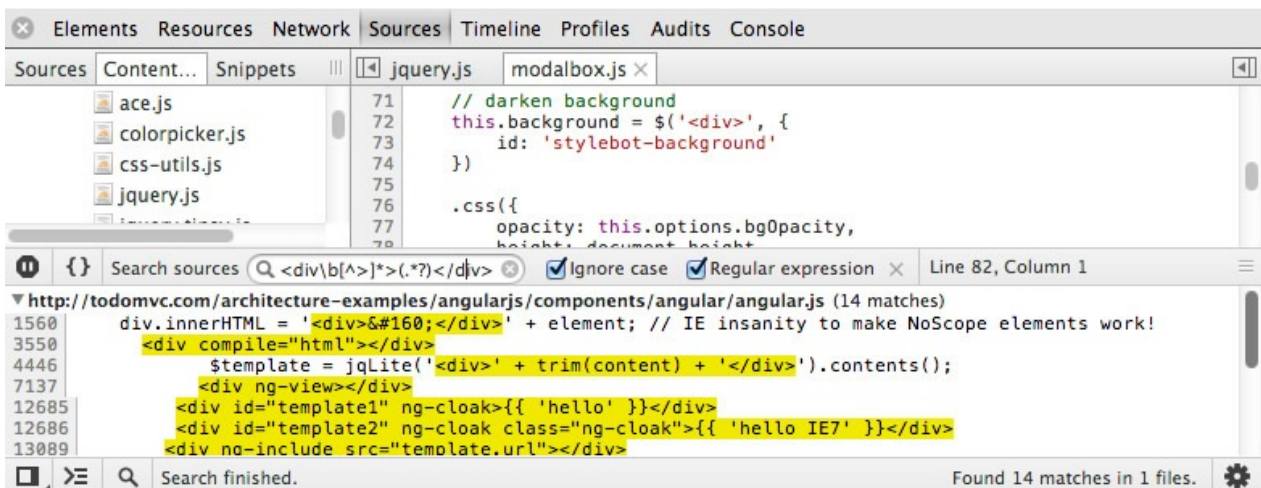 Elements Resources Network Sources Timeline Profiles Audits Console
Sources Content... Snippets jquery.js modalbox.js ×
ace.js
colorpicker.js
css-utils.js
jquery.js
71 // darken background
72 this.background = $('<div>', {
73 id: 'stylebot-background'
74 })
75
76 .css({
77 opacity: this.options.bgOpacity,
78 height: document.height
{} Search sources <div\b[^>]*>(.*?)</div> Ignore case Regular expression × Line 82, Column 1
▼http://todomvc.com/architecture-examples/angularjs/components/angular/angular.js (14 matches)
1560 div.innerHTML = '<div>&#160;</div>' + element; // IE insanity to make NoScope elements work!
3550 <div compile="html"></div>
4446 $template = jqLite('<div>' + trim(content) + '</div>').contents();
7137 <div ng-view></div>
12685 <div id="template1" ng-cloak>{{ 'hello' }}</div>
12686 <div id="template2" ng-cloak class="ng-cloak">{{ 'hello IE7' }}</div>
13089 <div ng-include src="template.url"></div>
Search finished. Found 14 matches in 1 files.